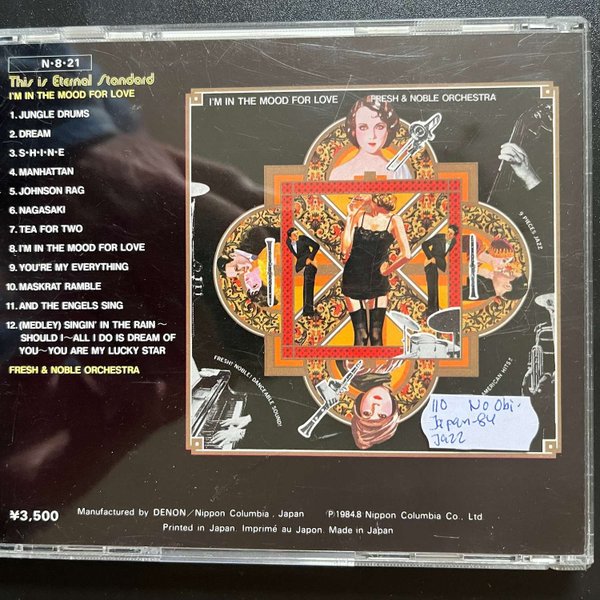 N·8·21
This is Eternal Standard
I'M IN THE MOOD FOR LOVE
1. JUNGLE DRUMS
2. DREAM
3. S·H·I·N·E
4. MANHATTAN
5. JOHNSON RAG
6. NAGASAKI
7. TEA FOR TWO
8. I'M IN THE MOOD FOR LOVE
9. YOU'RE MY EVERYTHING
10. MASKRAT RAMBLE
11. AND THE ENGELS SING
12. (MEDLEY) SINGIN' IN THE RAIN~
SHOULD I~ALL I DO IS DREAM OF
YOU~YOU ARE MY LUCKY STAR
FRESH & NOBLE ORCHESTRA
I'M IN THE MOOD FOR LOVE FRESH & NOBLE ORCHESTRA
9 PIECES JAZZ
FRESH! NOBLE! DANCEABLE SOUND!
AMERICAN HITS!!
110 No Obi·
Japan-84
Jazz
¥3,500
Manufactured by DENON/Nippon Columbia, Japan Ⓟ1984.8 Nippon Columbia Co., Ltd.
Printed in Japan. Imprimé au Japon. Made in Japan